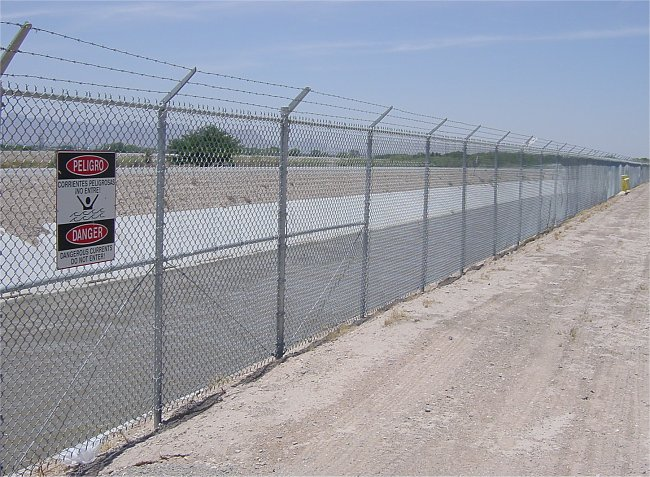 PELIGRO
CORRIENTES PELIGROSAS
¡NO ENTRE!
DANGER
DANGEROUS CURRENTS
DO NOT ENTER!